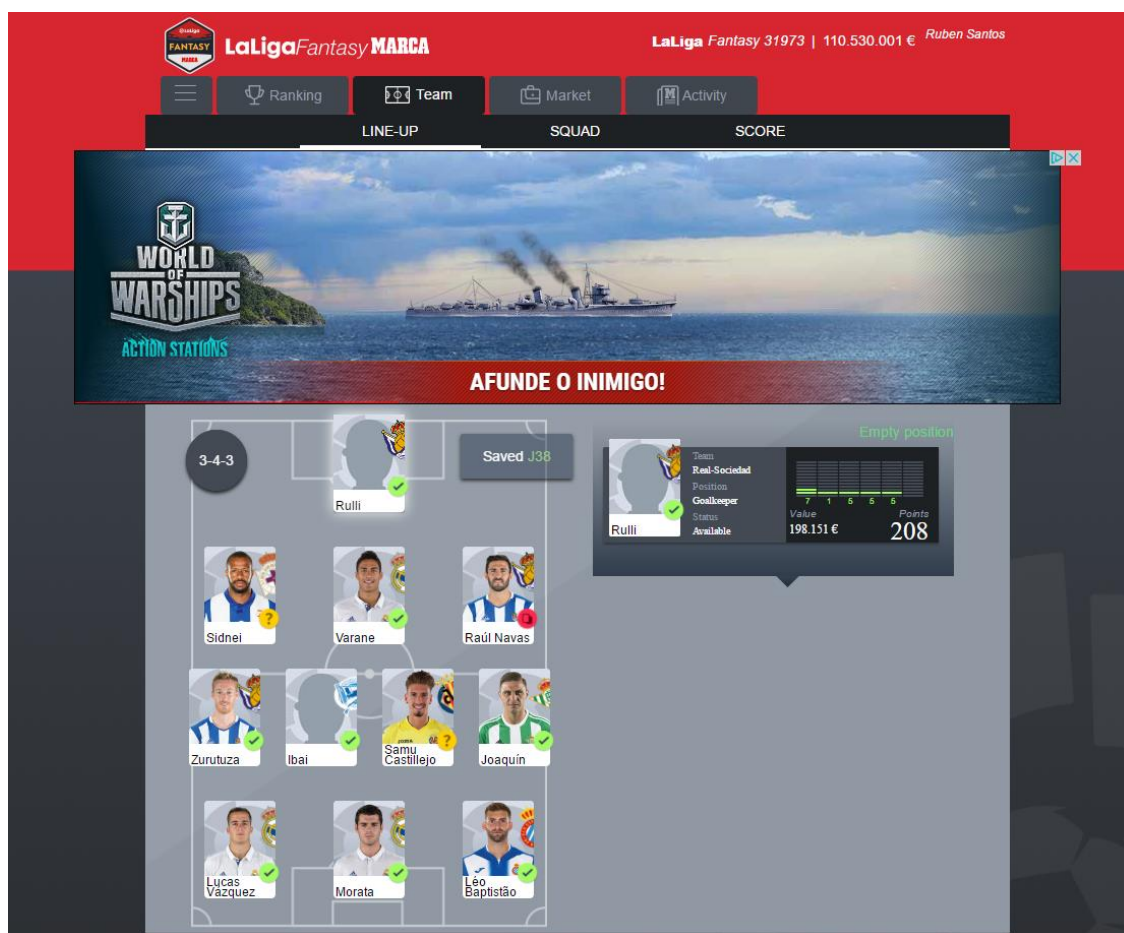 LaLiga
FANTASY
MARCA
LaLigaFantasy MARCA
LaLiga Fantasy 31973 | 110.530.001 € Ruben Santos
Ranking
Team
Market
Activity
LINE-UP
SQUAD
SCORE
WORLD
OF
WARSHIPS
ACTION STATIONS
AFUNDE O INIMIGO!
3-4-3
Saved J38
Rulli
Sidnei
Varane
Raúl Navas
Zurutuza
Ibai
Samu
Castillejo
Joaquín
Lucas
Vázquez
Morata
Léo
Baptistão
Empty position
Rulli
Team
Real-Sociedad
Position
Goalkeeper
Status
Available
7 1 5 5 5
Value
198.151 €
Points
208